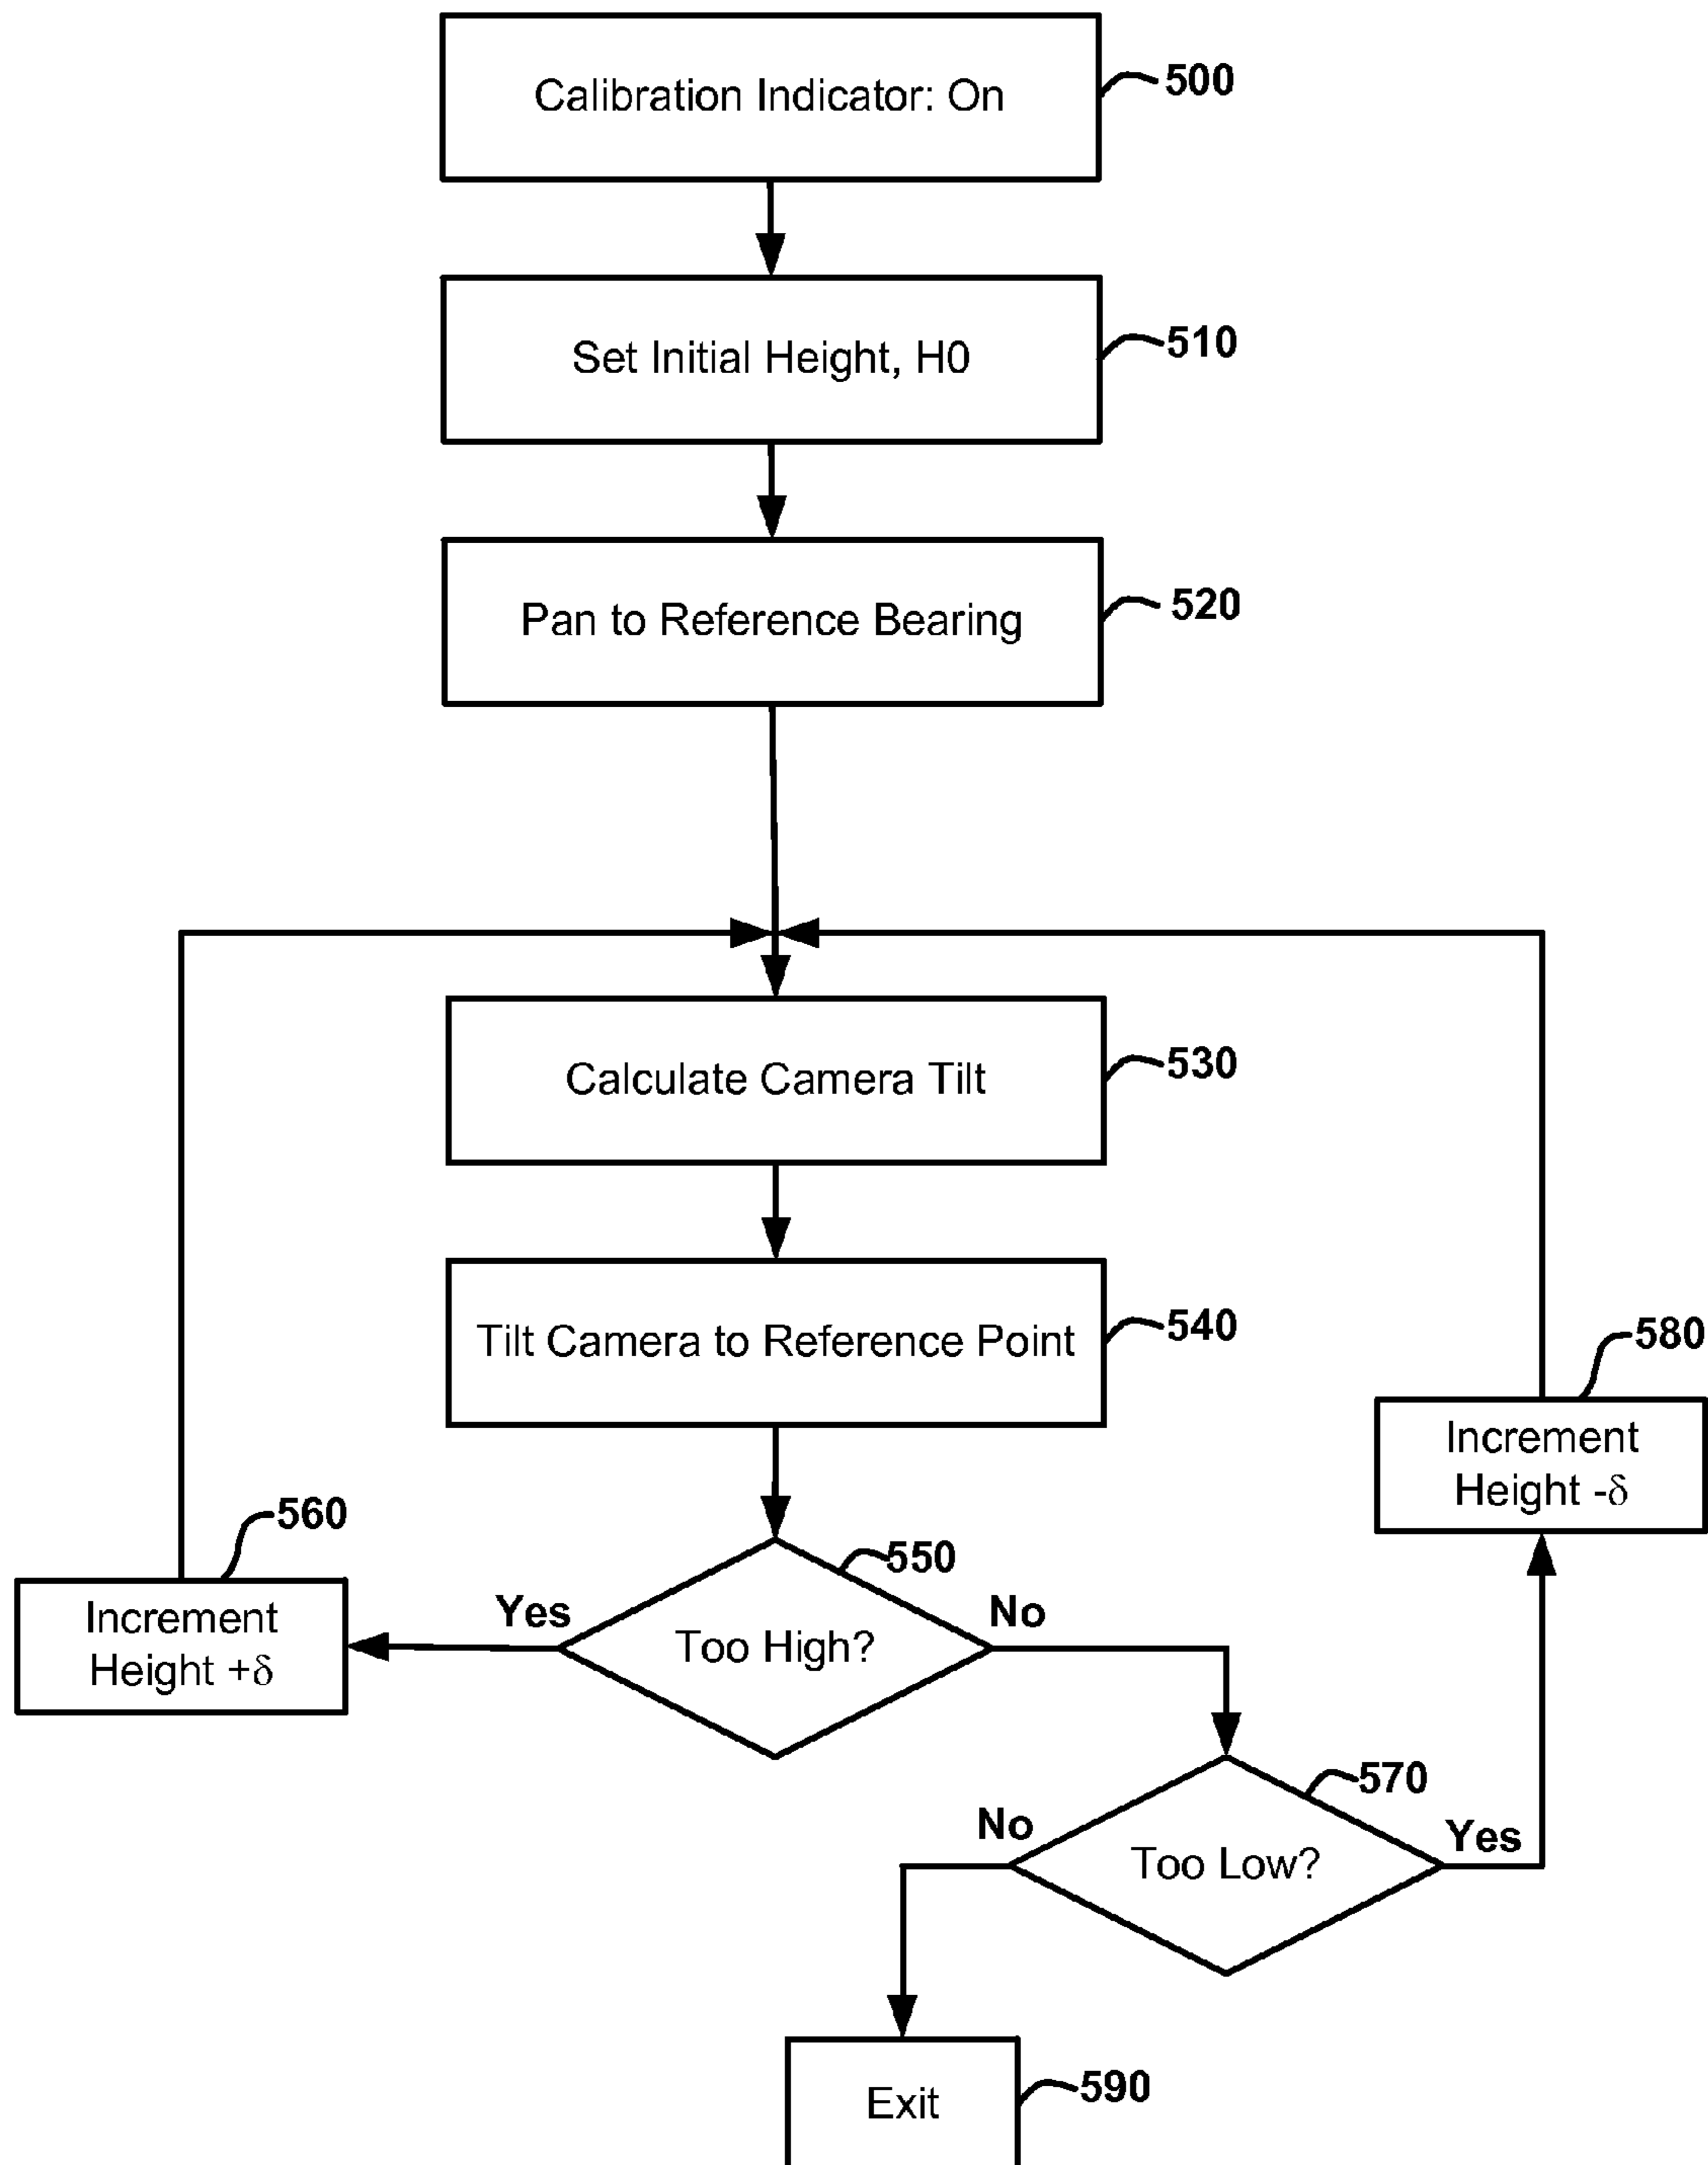 Calibration Indicator: On
500
Set Initial Height, H0
510
Pan to Reference Bearing
520
Calculate Camera Tilt
530
Tilt Camera to Reference Point
540
580
Increment
Height -δ
560
Increment
Height +δ
550
Yes
No
Too High?
570
No
Yes
Too Low?
Exit
590